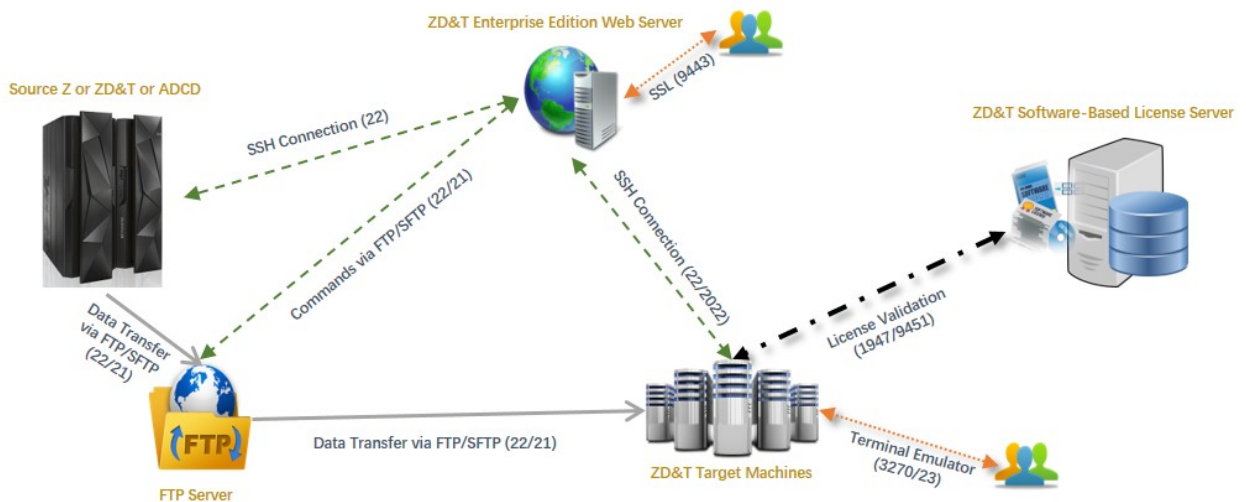 ZD&T Enterprise Edition Web Server
Source Z or ZD&T or ADCD
SSL (9443)
ZD&T Software-Based License Server
SSH Connection (22)
Commands via FTP/SFTP (22/21)
SSH Connection (22/2022)
SOFTWARE
License Validation
(1947/9451)
Data Transfer
via FTP/SFTP
(22/21)
FTP
Data Transfer via FTP/SFTP (22/21)
Terminal Emulator
(3270/23)
ZD&T Target Machines
FTP Server